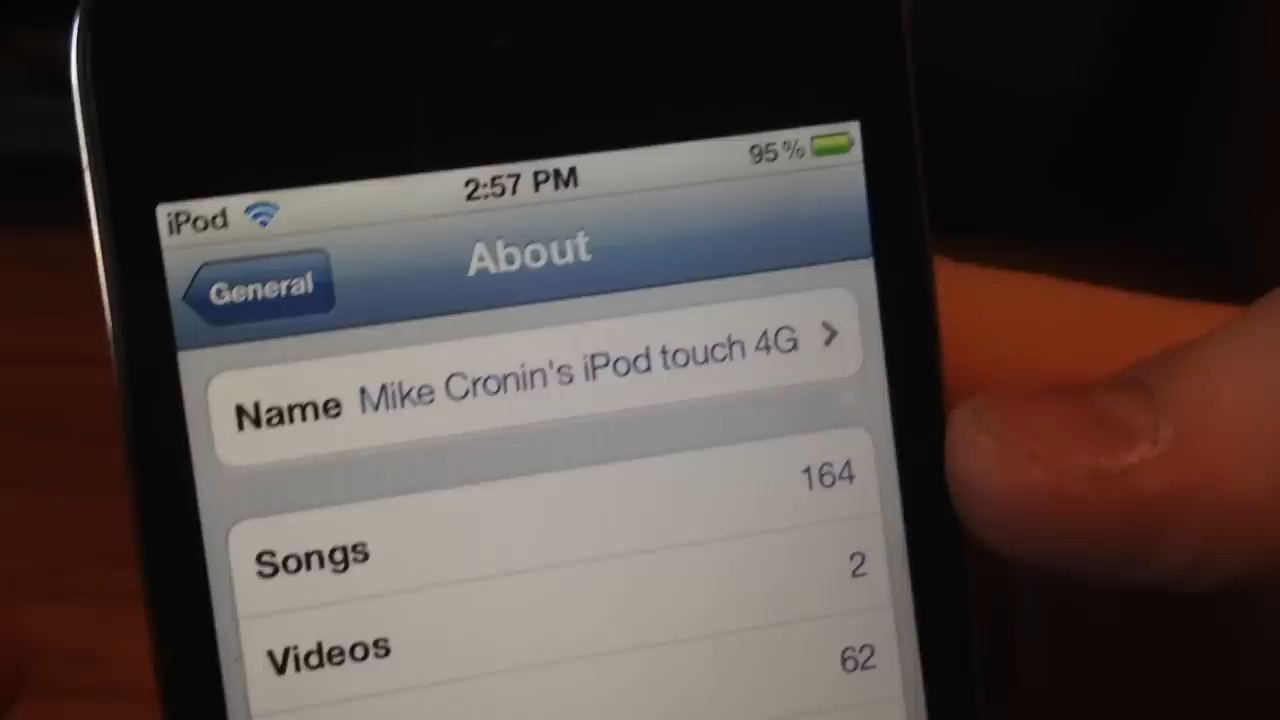 iPod 2:57 PM 95%
General About
Name Mike Cronin's iPod touch 4G
Songs 164
Videos 2
62